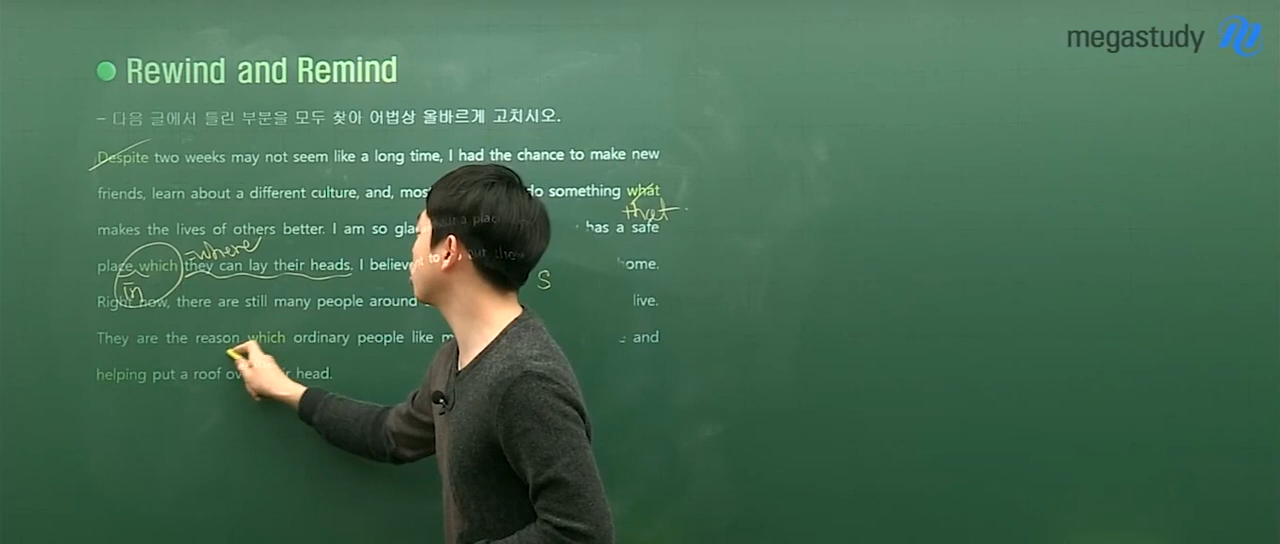 megastudy
Rewind and Remind
- 다음 글에서 틀린 부분을 모두 찾아 어법상 올바르게 고치시오.
Despite two weeks may not seem like a long time, I had the chance to make new
friends, learn about a different culture, and, do something what
that
makes the lives of others better. I am so has a safe
=where
place which they can lay their heads. I ome.
in
S
Right now, there are still many people around live.
They are the reason which ordinary people like and
helping put a roof head.